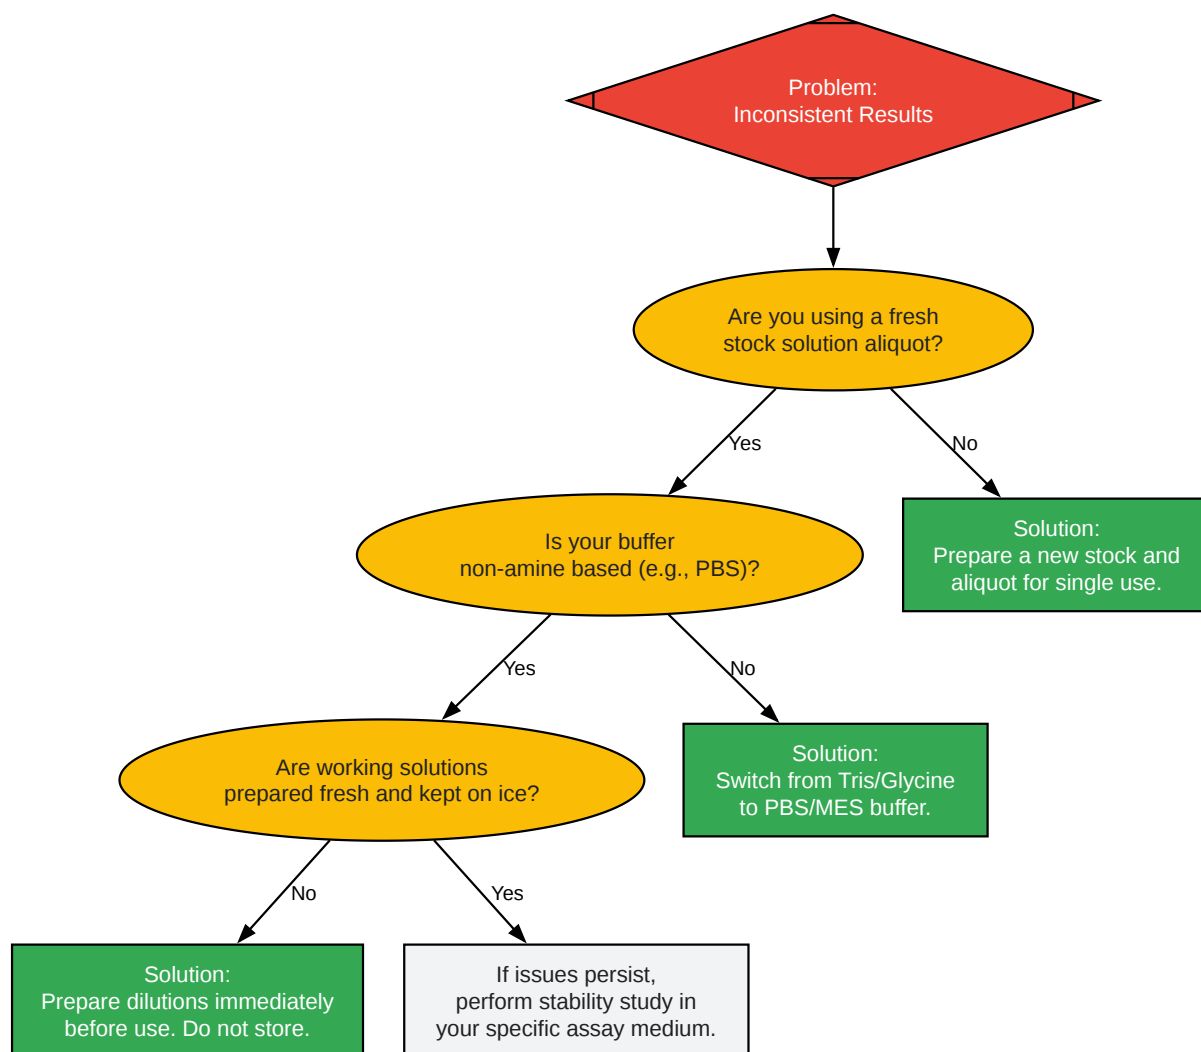 Problem:
Inconsistent Results
Are you using a fresh
stock solution aliquot?
Yes
No
Is your buffer
non-amine based (e.g., PBS)?
Solution:
Prepare a new stock and
aliquot for single use.
Yes
No
Are working solutions
prepared fresh and kept on ice?
Solution:
Switch from Tris/Glycine
to PBS/MES buffer.
No
Yes
Solution:
Prepare dilutions immediately
before use. Do not store.
If issues persist,
perform stability study in
your specific assay medium.